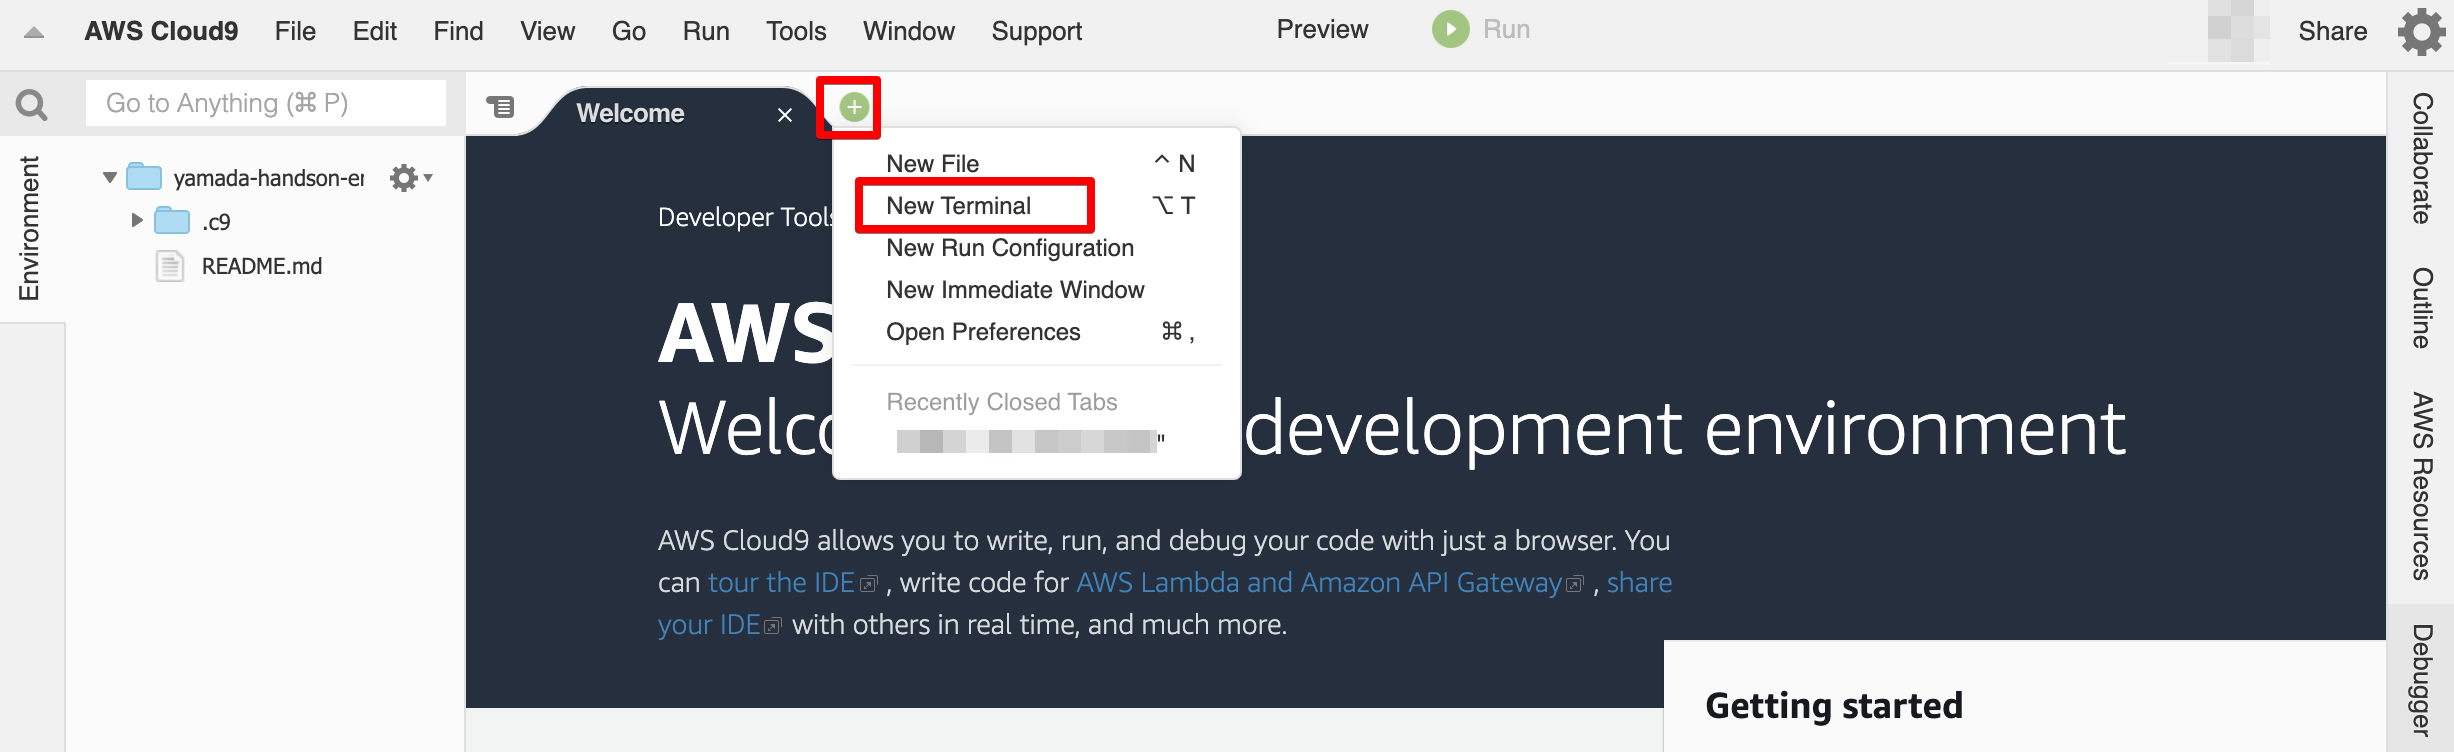 AWS Cloud9 File Edit Find View Go Run Tools Window Support Preview Run Share
Go to Anything (⌘ P)
Welcome
Environment
yamada-handson-er
.c9
README.md
New File ^ N
New Terminal ⌥ T
New Run Configuration
New Immediate Window
Open Preferences ⌘ ,
Recently Closed Tabs
"
Developer Tools
AWS
Welco development environment
AWS Cloud9 allows you to write, run, and debug your code with just a browser. You
can tour the IDE , write code for AWS Lambda and Amazon API Gateway , share
your IDE with others in real time, and much more.
Getting started
Collaborate
Outline
AWS Resources
Debugger